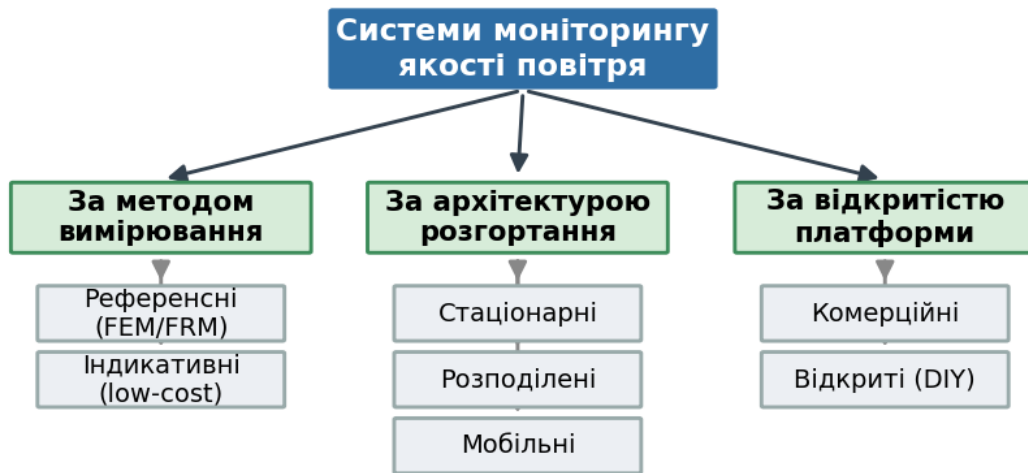 Системи моніторингу
якості повітря
За методом
вимірювання
Референсні
(FEM/FRM)
Індикативні
(low-cost)
За архітектурою
розгортання
Стаціонарні
Розподілені
Мобільні
За відкритістю
платформи
Комерційні
Відкриті (DIY)